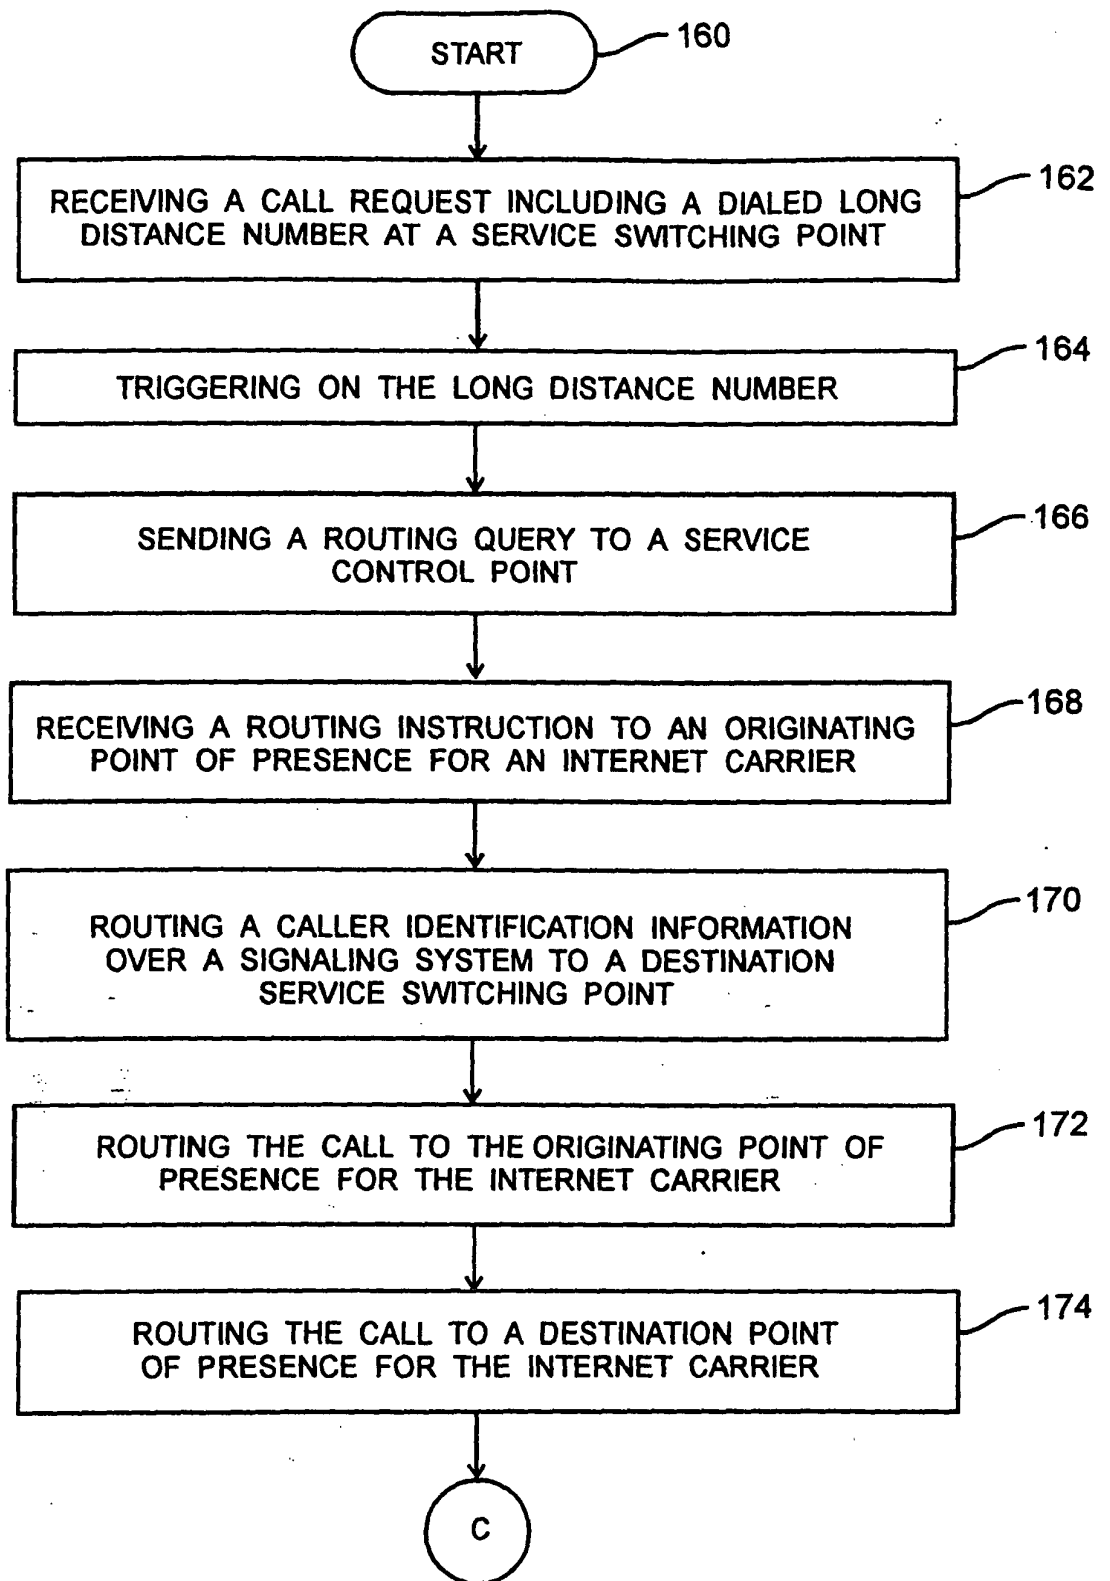 START
160
RECEIVING A CALL REQUEST INCLUDING A DIALED LONG
DISTANCE NUMBER AT A SERVICE SWITCHING POINT
162
TRIGGERING ON THE LONG DISTANCE NUMBER
164
SENDING A ROUTING QUERY TO A SERVICE
CONTROL POINT
166
RECEIVING A ROUTING INSTRUCTION TO AN ORIGINATING
POINT OF PRESENCE FOR AN INTERNET CARRIER
168
ROUTING A CALLER IDENTIFICATION INFORMATION
OVER A SIGNALING SYSTEM TO A DESTINATION
SERVICE SWITCHING POINT
170
ROUTING THE CALL TO THE ORIGINATING POINT OF
PRESENCE FOR THE INTERNET CARRIER
172
ROUTING THE CALL TO A DESTINATION POINT
OF PRESENCE FOR THE INTERNET CARRIER
174
C